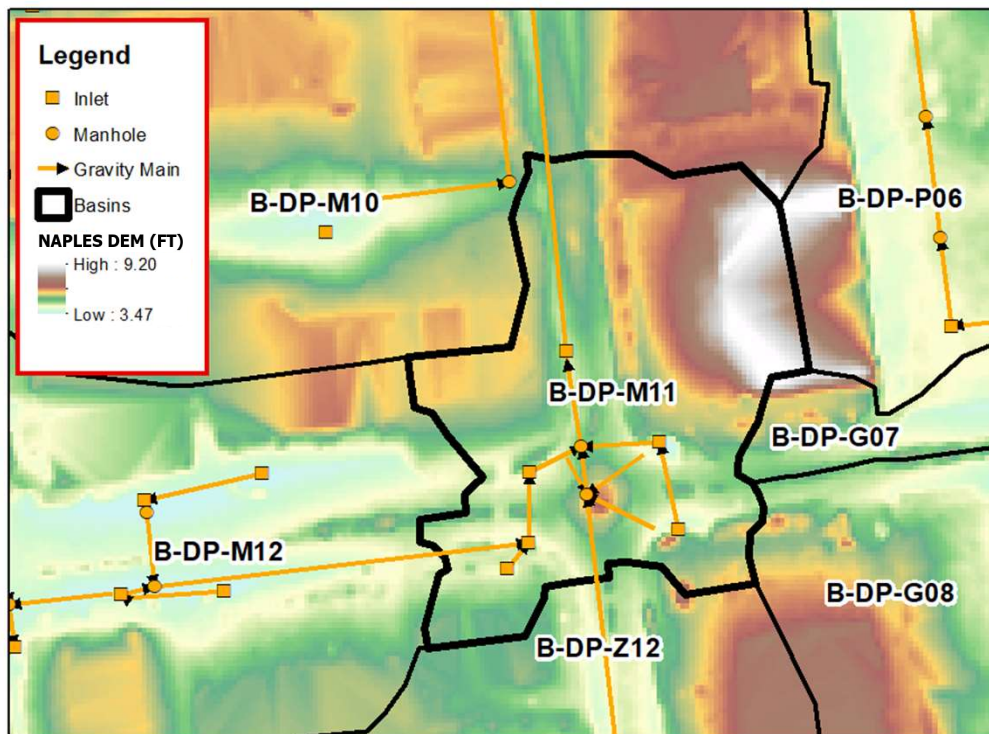 Legend
Inlet
Manhole
Gravity Main
Basins
NAPLES DEM (FT)
High : 9.20
Low : 3.47
B-DP-M10
B-DP-P06
B-DP-M11
B-DP-G07
B-DP-M12
B-DP-G08
B-DP-Z12